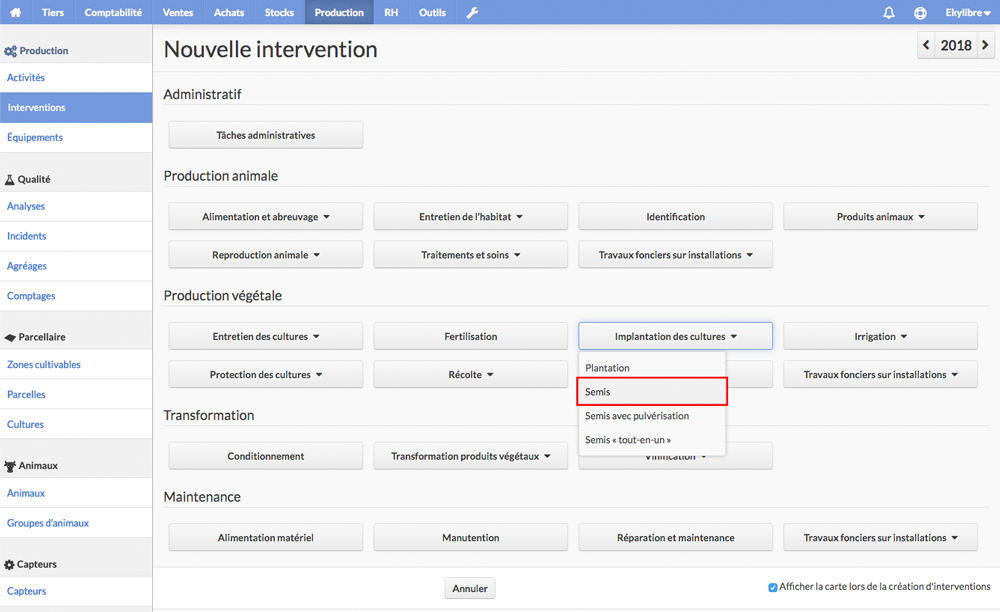 Tiers Comptabilité Ventes Achats Stocks Production RH Outils Ekylibre
Production
Activités
Interventions
Équipements
Qualité
Analyses
Incidents
Agréages
Comptages
Parcellaire
Zones cultivables
Parcelles
Cultures
Animaux
Animaux
Groupes d'animaux
Capteurs
Capteurs
Nouvelle intervention
2018
Administratif
Tâches administratives
Production animale
Alimentation et abreuvage Entretien de l'habitat Identification Produits animaux
Reproduction animale Traitements et soins Travaux fonciers sur installations
Production végétale
Entretien des cultures Fertilisation Implantation des cultures Irrigation
Protection des cultures Récolte Travaux fonciers sur installations
Plantation
Semis
Semis avec pulvérisation
Semis « tout-en-un »
Transformation
Conditionnement Transformation produits végétaux Vinification
Maintenance
Alimentation matériel Manutention Réparation et maintenance Travaux fonciers sur installations
Annuler
Afficher la carte lors de la création d'interventions